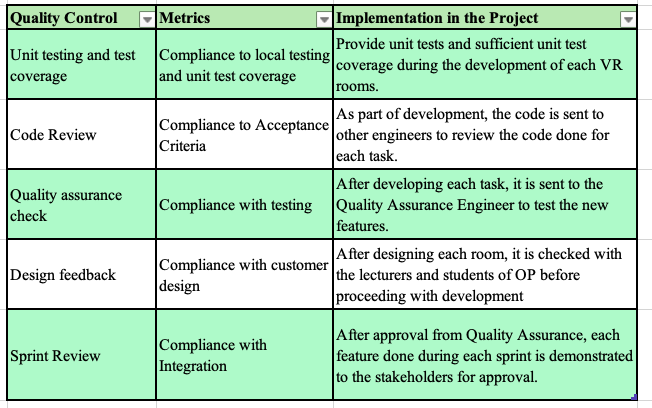 Quality Control Metrics Implementation in the Project
Unit testing and test
coverage
Compliance to local testing
and unit test coverage
Provide unit tests and sufficient unit test
coverage during the development of each VR
rooms.
Code Review
Compliance to Acceptance
Criteria
As part of development, the code is sent to
other engineers to review the code done for
each task.
Quality assurance
check
Compliance with testing
After developing each task, it is sent to the
Quality Assurance Engineer to test the new
features.
Design feedback
Compliance with customer
design
After designing each room, it is checked with
the lecturers and students of OP before
proceeding with development
Sprint Review
Compliance with
Integration
After approval from Quality Assurance, each
feature done during each sprint is demonstrated
to the stakeholders for approval.